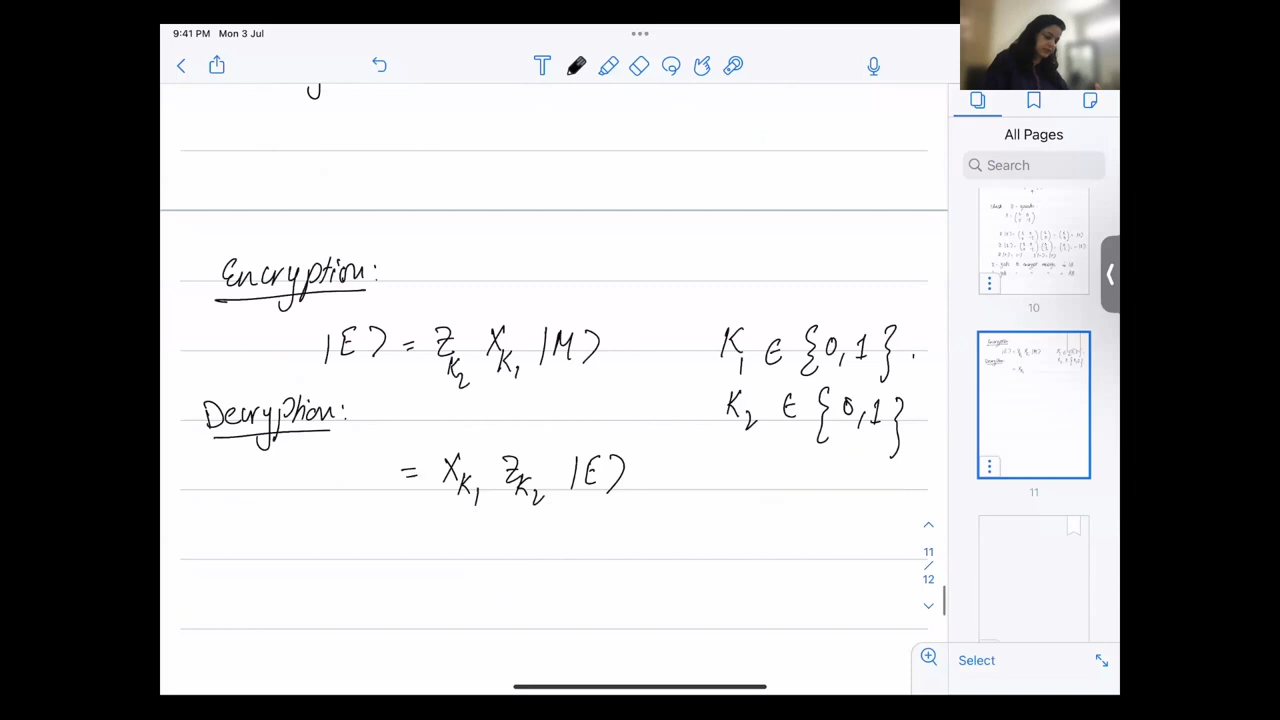 9:41 PM Mon 3 Jul
All Pages
Search
10
Encryption:
|E⟩ = Z_{K_2} X_{K_1} |M⟩ K_1 ∈ {0,1}.
Decryption: K_2 ∈ {0,1}
= X_{K_1} Z_{K_2} |E⟩
11
11
/
12
Select